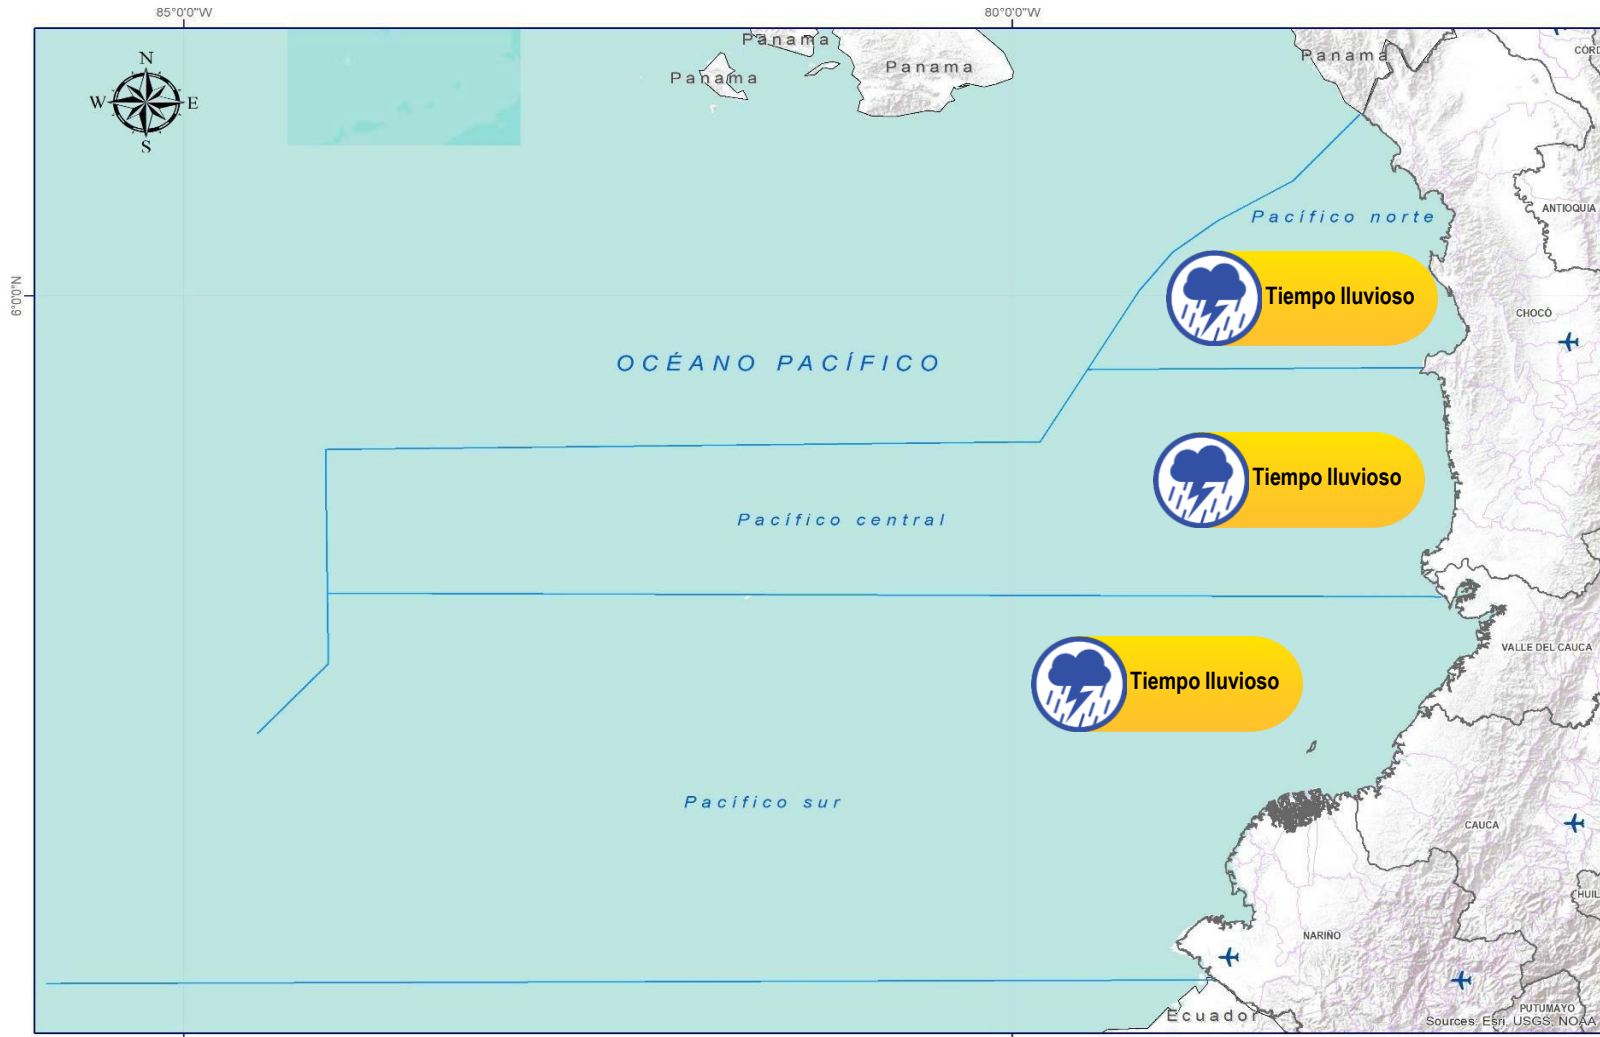 85°0'0"W
80°0'0"W
N
W
E
S
6°0'0"N
Panama
Panama
Panama
Panama
ANTIOQUIA
Pacífico norte
Tiempo lluvioso
CHOCÓ
OCÉANO PACÍFICO
Tiempo lluvioso
Pacífico central
VALLE DEL CAUCA
Tiempo lluvioso
Pacífico sur
CAUCA
NARIÑO
PUTUMAYO
Ecuador
Sources: Esri, USGS, NOAA